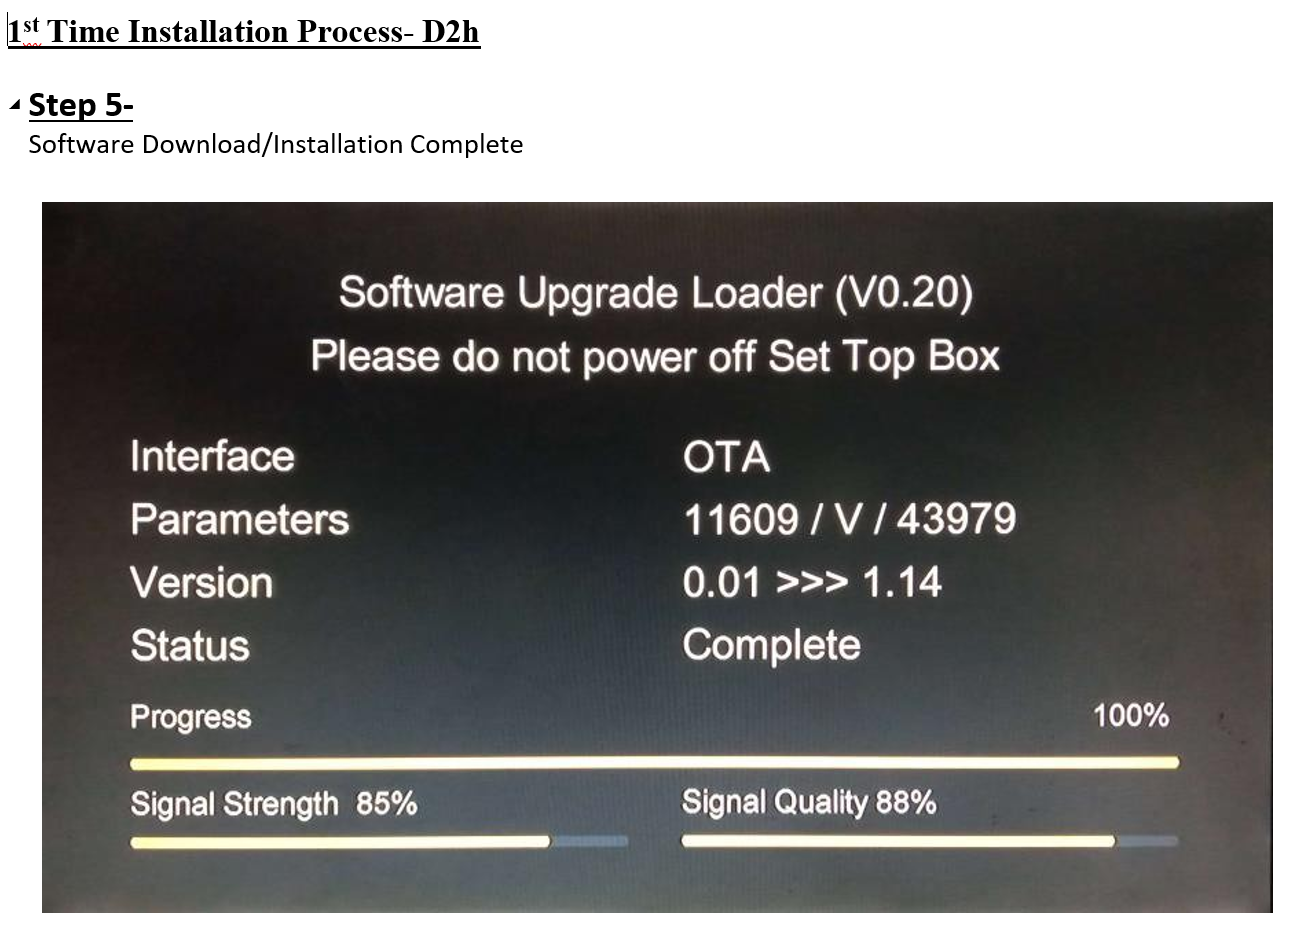 1st Time Installation Process- D2h
Step 5-
Software Download/Installation Complete
Software Upgrade Loader (V0.20)
Please do not power off Set Top Box
Interface OTA
Parameters 11609 / V / 43979
Version 0.01 >>> 1.14
Status Complete
Progress 100%
Signal Strength 85% Signal Quality 88%